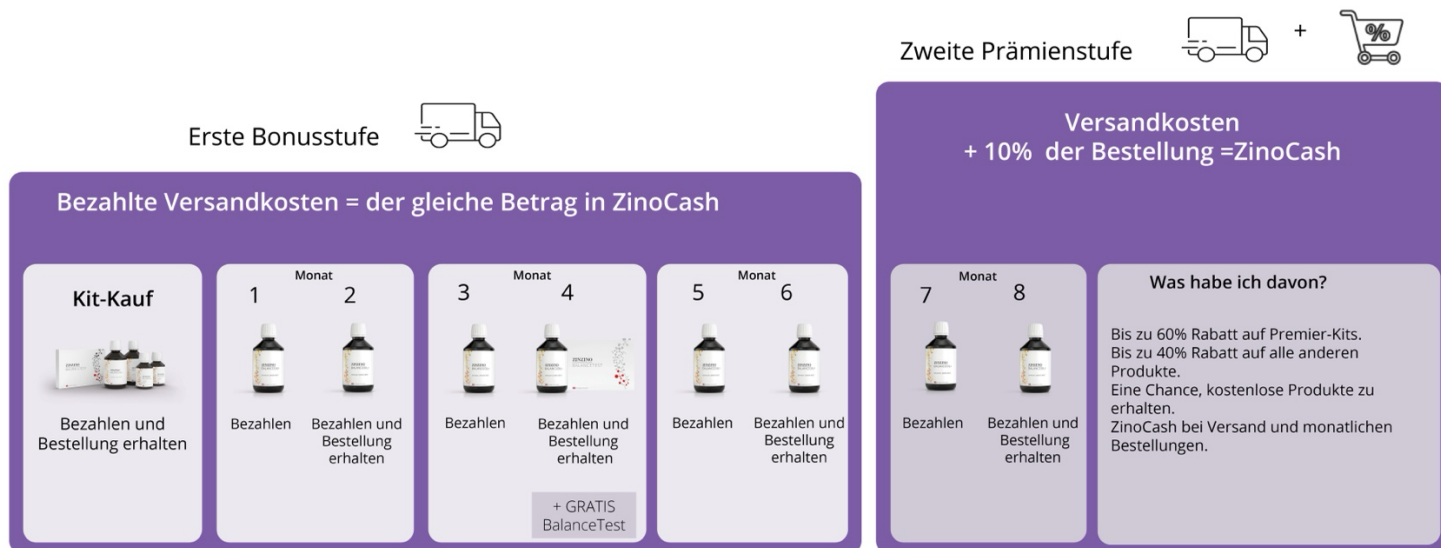 Zweite Prämienstufe
+
%
Erste Bonusstufe
Versandkosten
+ 10% der Bestellung =ZinoCash
Bezahlte Versandkosten = der gleiche Betrag in ZinoCash
Kit-Kauf
Bezahlen und
Bestellung erhalten
Monat
1 2
Bezahlen
Bezahlen und
Bestellung
erhalten
Monat
3 4
ZINZINO
Bezahlen
Bezahlen und
Bestellung
erhalten
+ GRATIS
BalanceTest
Monat
5 6
Bezahlen
Bezahlen und
Bestellung
erhalten
Monat
7 8
Bezahlen
Bezahlen und
Bestellung
erhalten
Was habe ich davon?
Bis zu 60% Rabatt auf Premier-Kits.
Bis zu 40% Rabatt auf alle anderen
Produkte.
Eine Chance, kostenlose Produkte zu
erhalten.
ZinoCash bei Versand und monatlichen
Bestellungen.